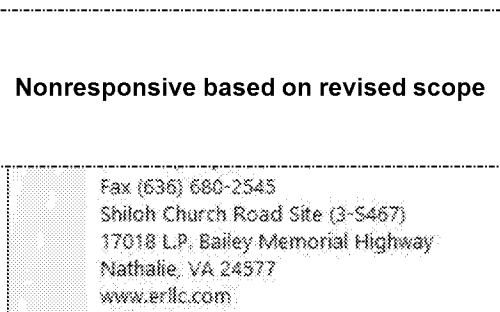 Nonresponsive based on revised scope
Fax (636) 680-2545
Shiloh Church Road Site (3-S467)
17018 L.P. Bailey Memorial Highway
Nathalie, VA 24577
www.erllc.com